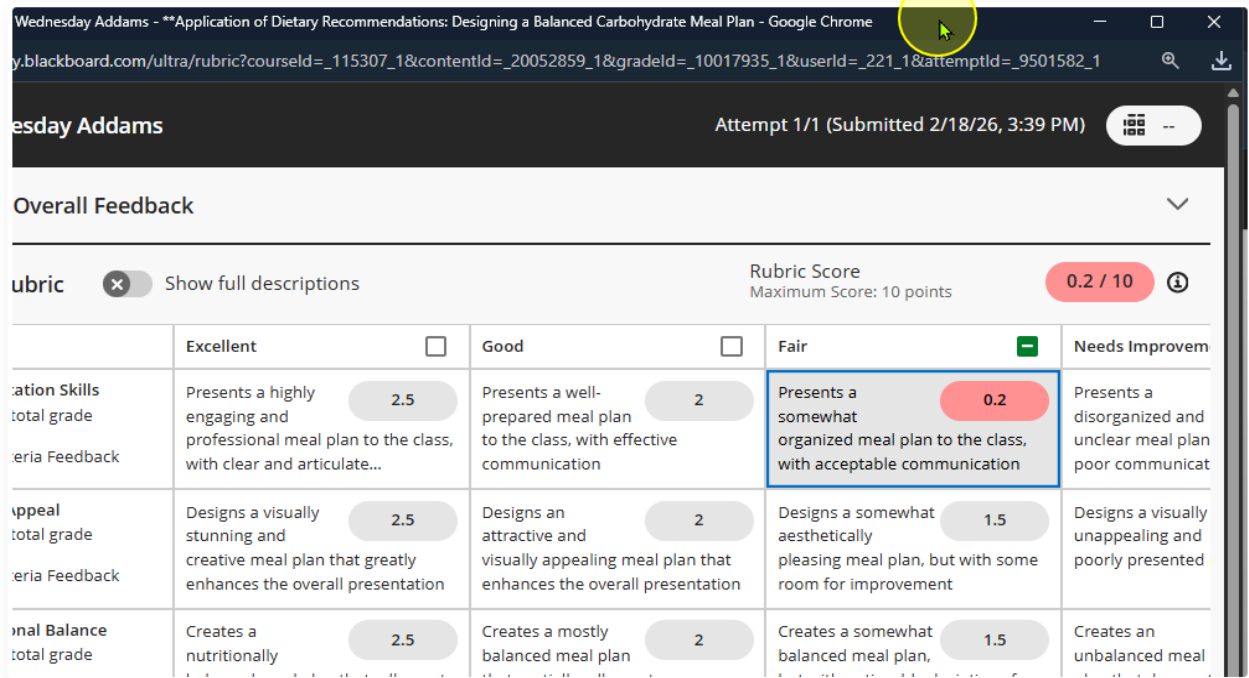 Wednesday Addams - **Application of Dietary Recommendations: Designing a Balanced Carbohydrate Meal Plan - Google Chrome
y.blackboard.com/ultra/rubric?courseId=_115307_1&contentId=_20052859_1&gradeId=_10017935_1&userId=_221_1&attemptId=_9501582_1
esday Addams
Attempt 1/1 (Submitted 2/18/26, 3:39 PM)
--
Overall Feedback
ubric
Show full descriptions
Rubric Score
Maximum Score: 10 points
0.2 / 10
Excellent
Good
Fair
Needs Improvem
tation Skills
total grade
eria Feedback
Presents a highly
engaging and
professional meal plan to the class,
with clear and articulate...
2.5
Presents a well-
prepared meal plan
to the class, with effective
communication
2
Presents a
somewhat
organized meal plan to the class,
with acceptable communication
0.2
Presents a
disorganized and
unclear meal plan
poor communicat
Appeal
total grade
eria Feedback
Designs a visually
stunning and
creative meal plan that greatly
enhances the overall presentation
2.5
Designs an
attractive and
visually appealing meal plan that
enhances the overall presentation
2
Designs a somewhat
aesthetically
pleasing meal plan, but with some
room for improvement
1.5
Designs a visually
unappealing and
poorly presented
onal Balance
total grade
Creates a
nutritionally
2.5
Creates a mostly
balanced meal plan
2
Creates a somewhat
balanced meal plan,
1.5
Creates an
unbalanced meal